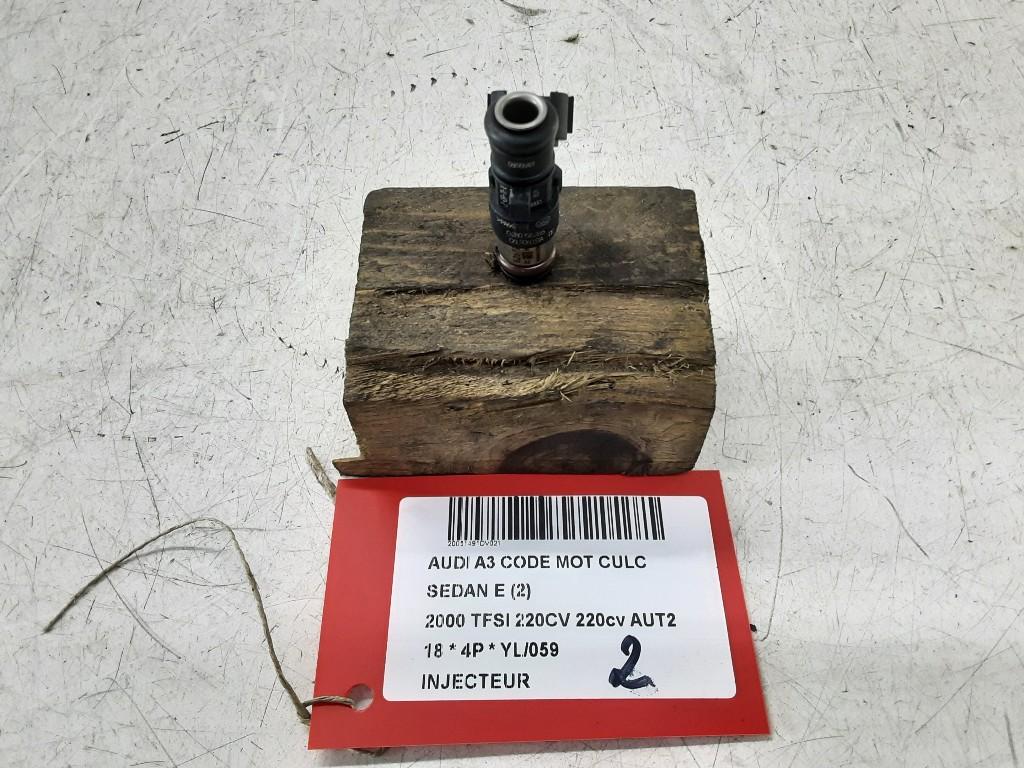 AUDI A3 CODE MOT CULC
SEDAN E (2)
2000 TFSI 220CV 220cv AUT2
18 * 4P * YL/059
INJECTEUR
2